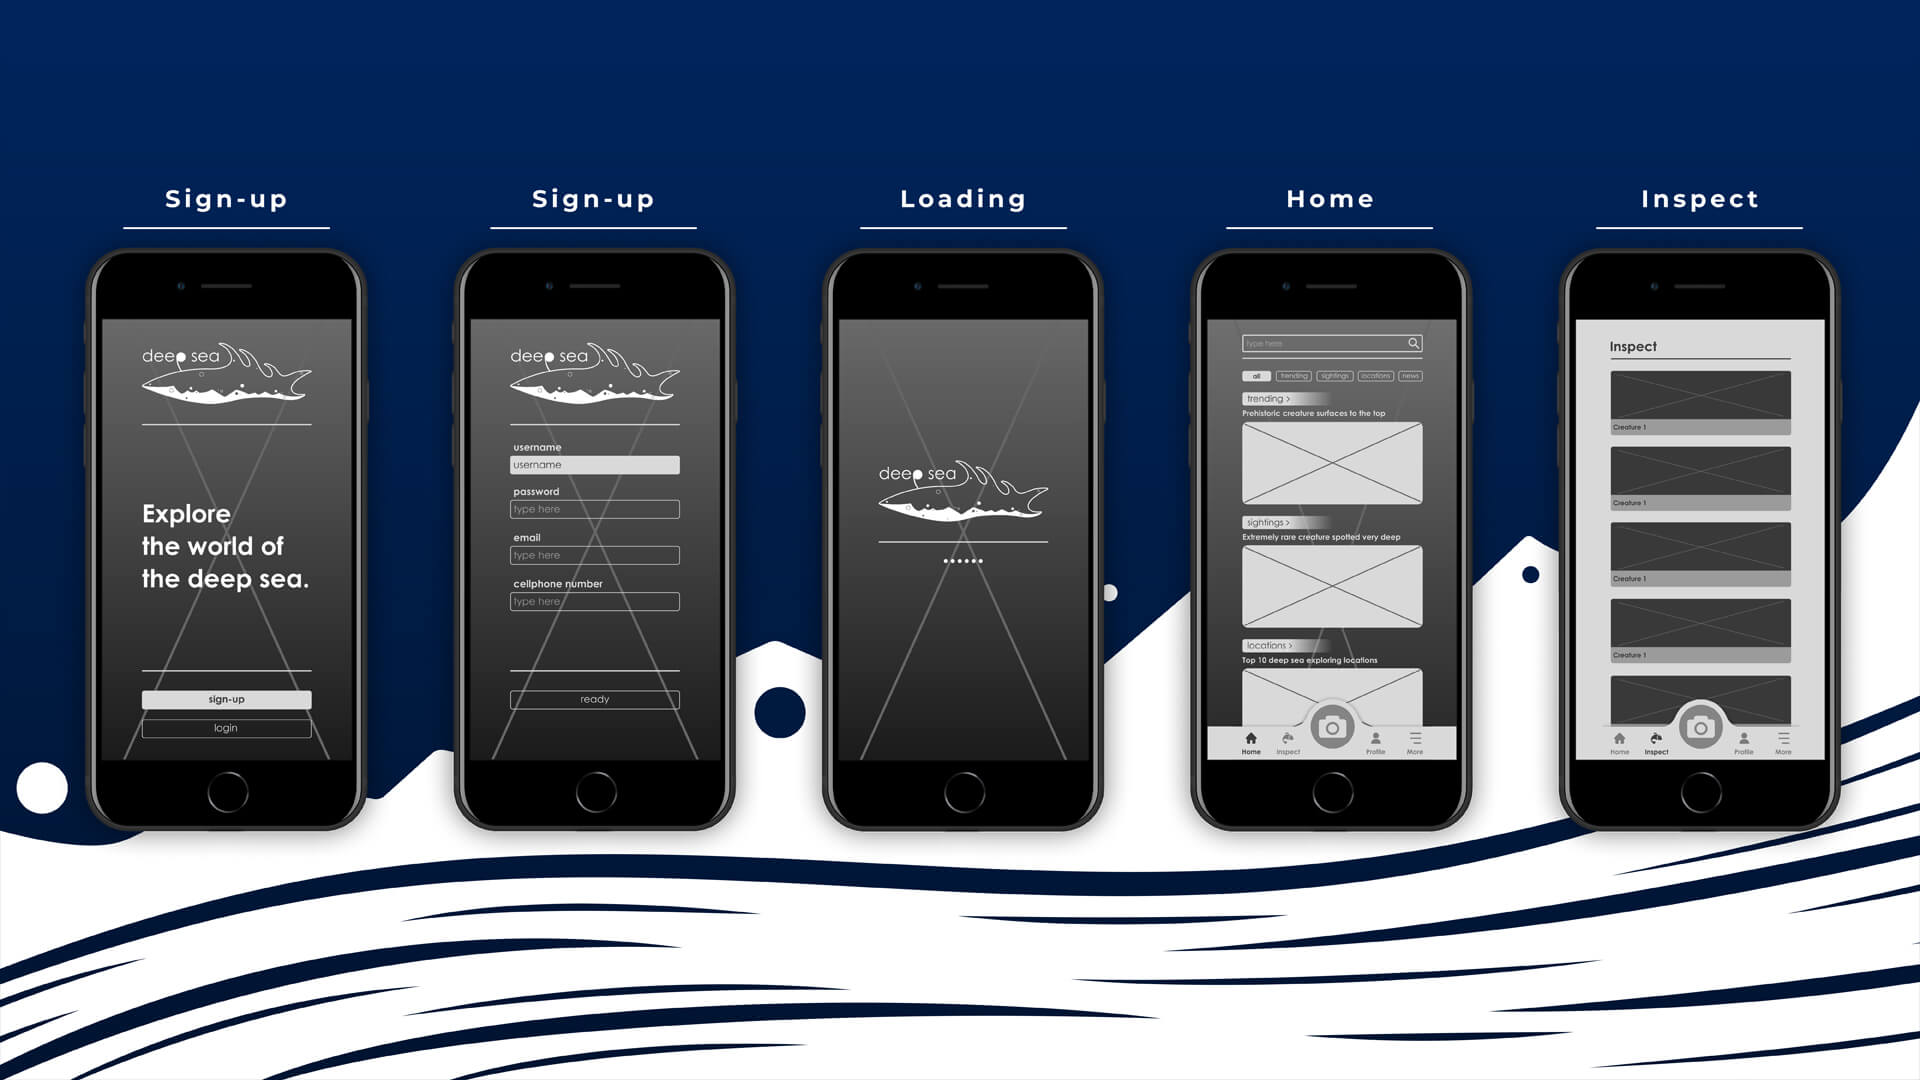 Sign-up
deep sea
Explore
the world of
the deep sea.
sign-up
login
Sign-up
deep sea
username
username
password
type here
email
type here
cellphone number
type here
ready
Loading
deep sea
Home
type here
all trending sightings locations news
trending >
Prehistoric creature surfaces to the top
sightings >
Extremely rare creature spotted very deep
locations >
Top 10 deep sea exploring locations
Home Inspect Profile More
Inspect
Inspect
Creature 1
Creature 1
Creature 1
Creature 1
Home Inspect Profile More